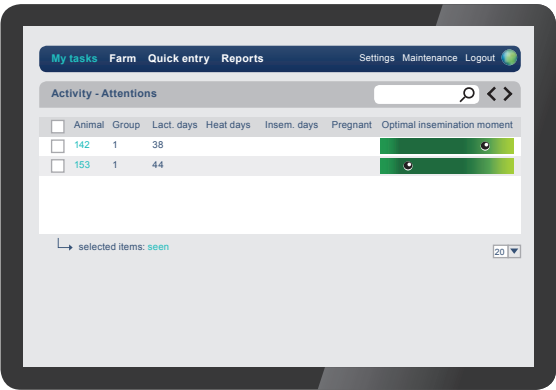 My tasks Farm Quick entry Reports Settings Maintenance Logout
Activity - Attentions
Animal Group Lact. days Heat days Insem. days Pregnant Optimal insemination moment
142 1 38
153 1 44
selected items: seen
20